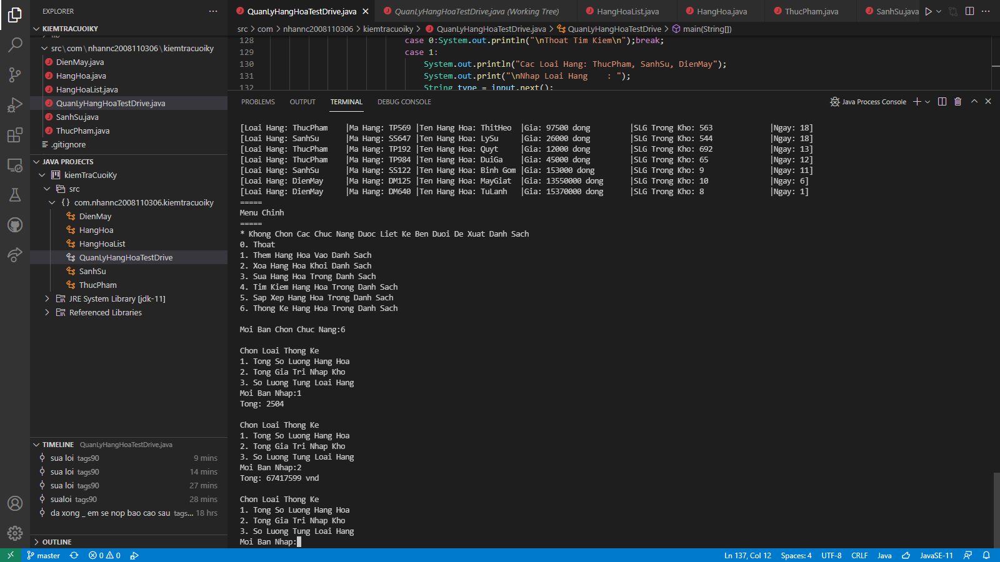 EXPLORER
KIEMTRACUOIKY
lib
src\com\nhannc2008110306\kiemtracuoiky
DienMay.java
HangHoa.java
HangHoaList.java
QuanLyHangHoaTestDrive.java
SanhSu.java
ThucPham.java
.gitignore
JAVA PROJECTS
kiemTraCuoiKy
src
{} com.nhannc2008110306.kiemtracuoiky
DienMay
HangHoa
HangHoaList
QuanLyHangHoaTestDrive
SanhSu
ThucPham
JRE System Library [jdk-11]
Referenced Libraries
TIMELINE QuanLyHangHoaTestDrive.java
sua loi tags90 9 mins
sua loi tags90 14 mins
sua loi tags90 27 mins
sualoi tags90 28 mins
da xong _ em se nop bao cao sau tags... 18 hrs
OUTLINE
QuanLyHangHoaTestDrive.java QuanLyHangHoaTestDrive.java (Working Tree) HangHoaList.java HangHoa.java ThucPham.java SanhSu.java
src > com > nhannc2008110306 > kiemtracuoiky > QuanLyHangHoaTestDrive.java > QuanLyHangHoaTestDrive > main(String[])
128 case 0:System.out.println("\nThoat Tim Kiem\n");break;
129 case 1:
130 System.out.println("Cac Loai Hang: ThucPham, SanhSu, DienMay");
131 System.out.print("\nNhap Loai Hang    : ");
132 String type = input.next();
PROBLEMS OUTPUT TERMINAL DEBUG CONSOLE Java Process Console
[Loai Hang: ThucPham    |Ma Hang: TP569 |Ten Hang Hoa: ThitHeo  |Gia: 97500 dong         |SLG Trong Kho: 563             |Ngay: 18]
[Loai Hang: SanhSu      |Ma Hang: SS647 |Ten Hang Hoa: LySu     |Gia: 26000 dong         |SLG Trong Kho: 544             |Ngay: 18]
[Loai Hang: ThucPham    |Ma Hang: TP192 |Ten Hang Hoa: Quyt     |Gia: 12000 dong         |SLG Trong Kho: 692             |Ngay: 13]
[Loai Hang: ThucPham    |Ma Hang: TP984 |Ten Hang Hoa: DuiGa    |Gia: 45000 dong         |SLG Trong Kho: 65              |Ngay: 12]
[Loai Hang: SanhSu      |Ma Hang: SS122 |Ten Hang Hoa: Binh Gom |Gia: 153000 dong        |SLG Trong Kho: 9               |Ngay: 11]
[Loai Hang: DienMay     |Ma Hang: DM125 |Ten Hang Hoa: MayGiat  |Gia: 13550000 dong      |SLG Trong Kho: 10              |Ngay: 6]
[Loai Hang: DienMay     |Ma Hang: DM640 |Ten Hang Hoa: TuLanh   |Gia: 15370000 dong      |SLG Trong Kho: 8               |Ngay: 1]
=====
Menu Chinh
=====
* Khong Chon Cac Chuc Nang Duoc Liet Ke Ben Duoi De Xuat Danh Sach
0. Thoat
1. Them Hang Hoa Vao Danh Sach
2. Xoa Hang Hoa Khoi Danh Sach
3. Sua Hang Hoa Trong Danh Sach
4. Tim Kiem Hang Hoa Trong Danh Sach
5. Sap Xep Hang Hoa Trong Danh Sach
6. Thong Ke Hang Hoa Trong Danh Sach
Moi Ban Chon Chuc Nang:6
Chon Loai Thong Ke
1. Tong So Luong Hang Hoa
2. Tong Gia Tri Nhap Kho
3. So Luong Tung Loai Hang
Moi Ban Nhap:1
Tong: 2504
Chon Loai Thong Ke
1. Tong So Luong Hang Hoa
2. Tong Gia Tri Nhap Kho
3. So Luong Tung Loai Hang
Moi Ban Nhap:2
Tong: 67417599 vnd
Chon Loai Thong Ke
1. Tong So Luong Hang Hoa
2. Tong Gia Tri Nhap Kho
3. So Luong Tung Loai Hang
Moi Ban Nhap:
master 0 0 Ln 137, Col 12 Spaces: 4 UTF-8 CRLF Java JavaSE-11